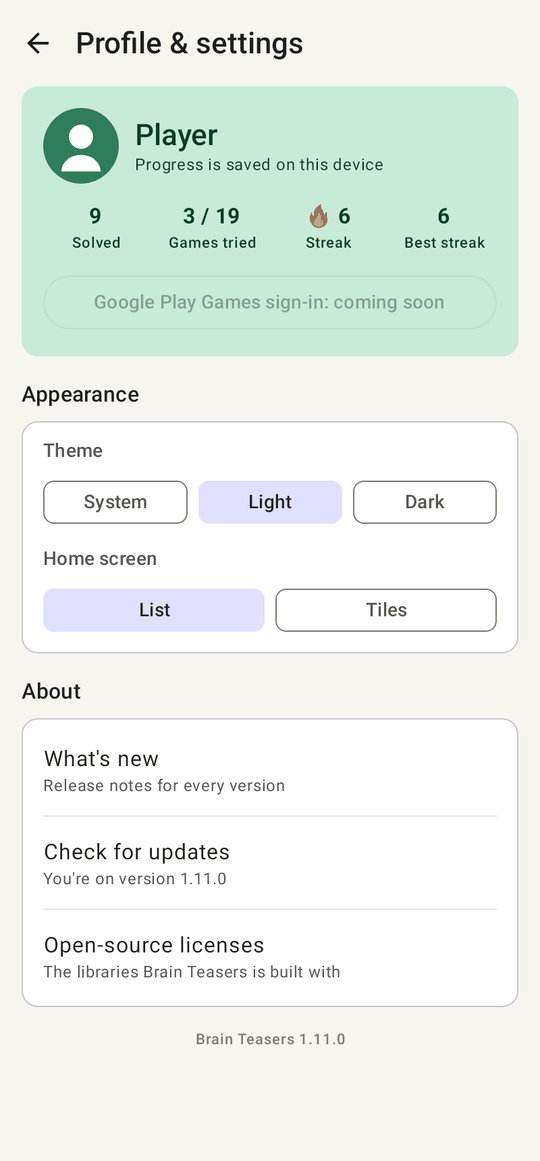 Profile & settings
Player
Progress is saved on this device
9
Solved
3 / 19
Games tried
🔥 6
Streak
6
Best streak
Google Play Games sign-in: coming soon
Appearance
Theme
System
Light
Dark
Home screen
List
Tiles
About
What's new
Release notes for every version
Check for updates
You're on version 1.11.0
Open-source licenses
The libraries Brain Teasers is built with
Brain Teasers 1.11.0